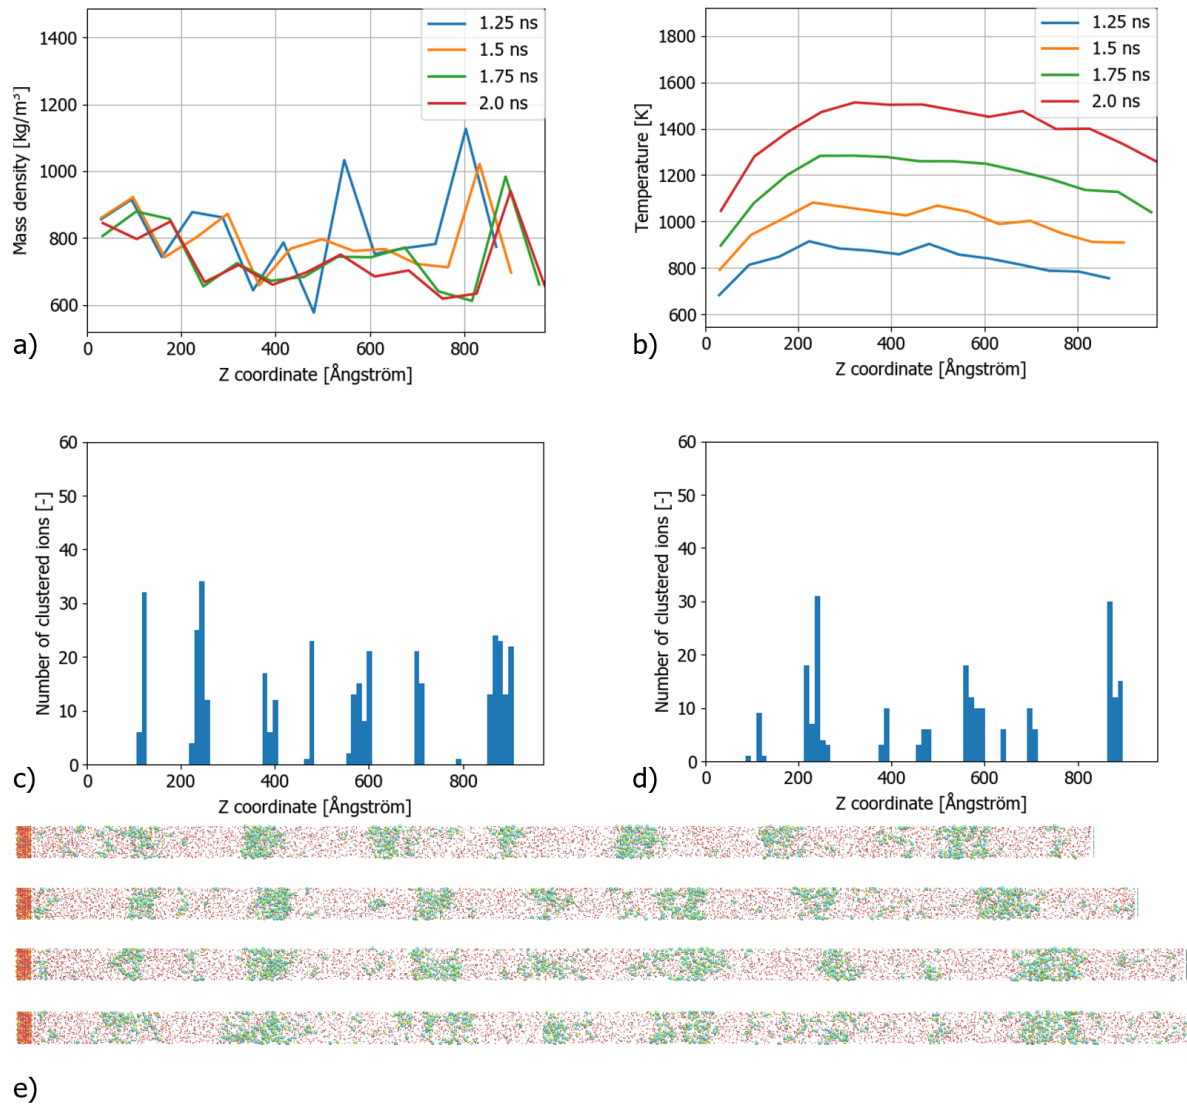 1400
1200
1000
800
600
Mass density [kg/m³]
1.25 ns
1.5 ns
1.75 ns
2.0 ns
0
200
400
600
800
Z coordinate [Ångström]
a)
1800
1600
1400
1200
1000
800
600
Temperature [K]
1.25 ns
1.5 ns
1.75 ns
2.0 ns
0
200
400
600
800
Z coordinate [Ångström]
b)
60
50
40
30
20
10
0
Number of clustered ions [-]
0
200
400
600
800
Z coordinate [Ångström]
c)
60
50
40
30
20
10
0
Number of clustered ions [-]
0
200
400
600
800
Z coordinate [Ångström]
d)
e)